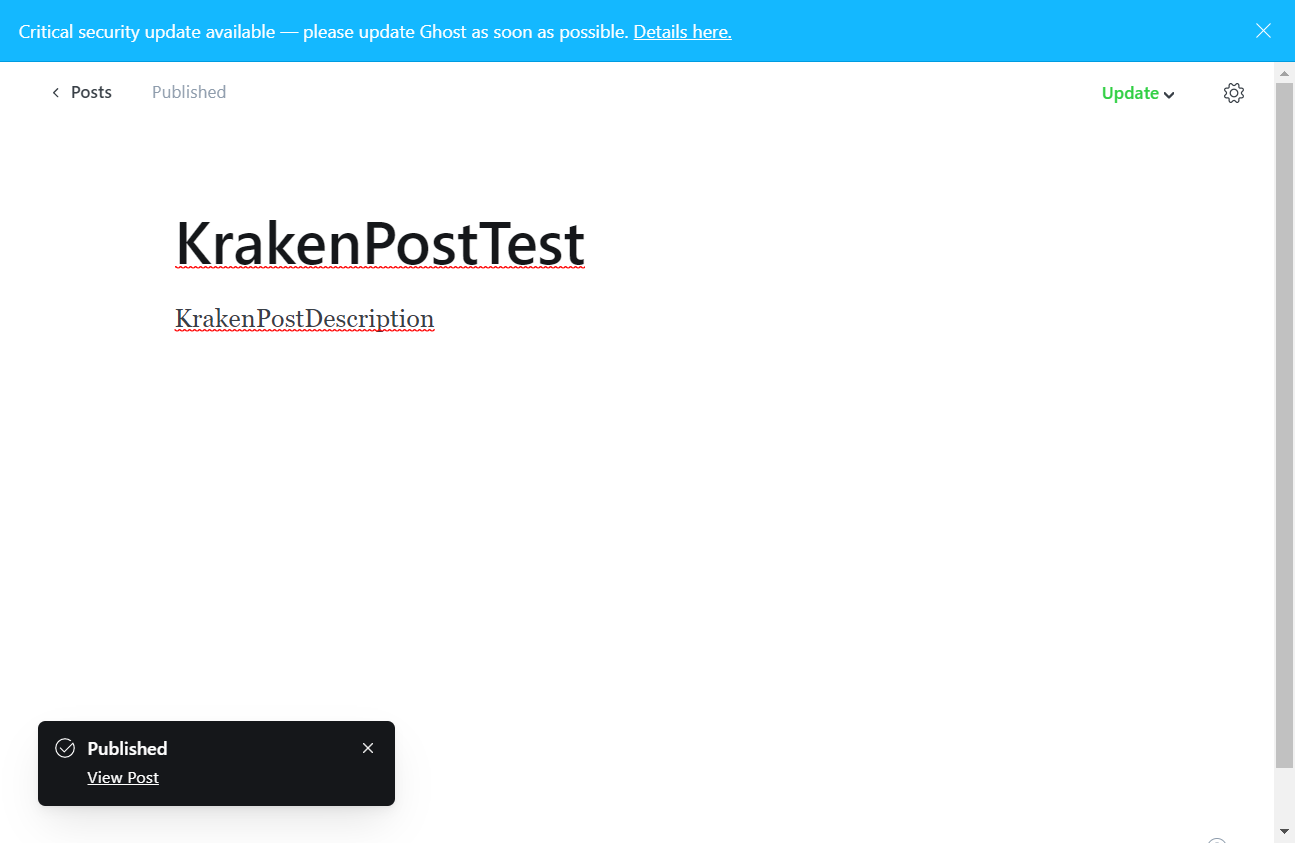 Critical security update available — please update Ghost as soon as possible. Details here.
Posts Published Update
KrakenPostTest
KrakenPostDescription
Published
View Post